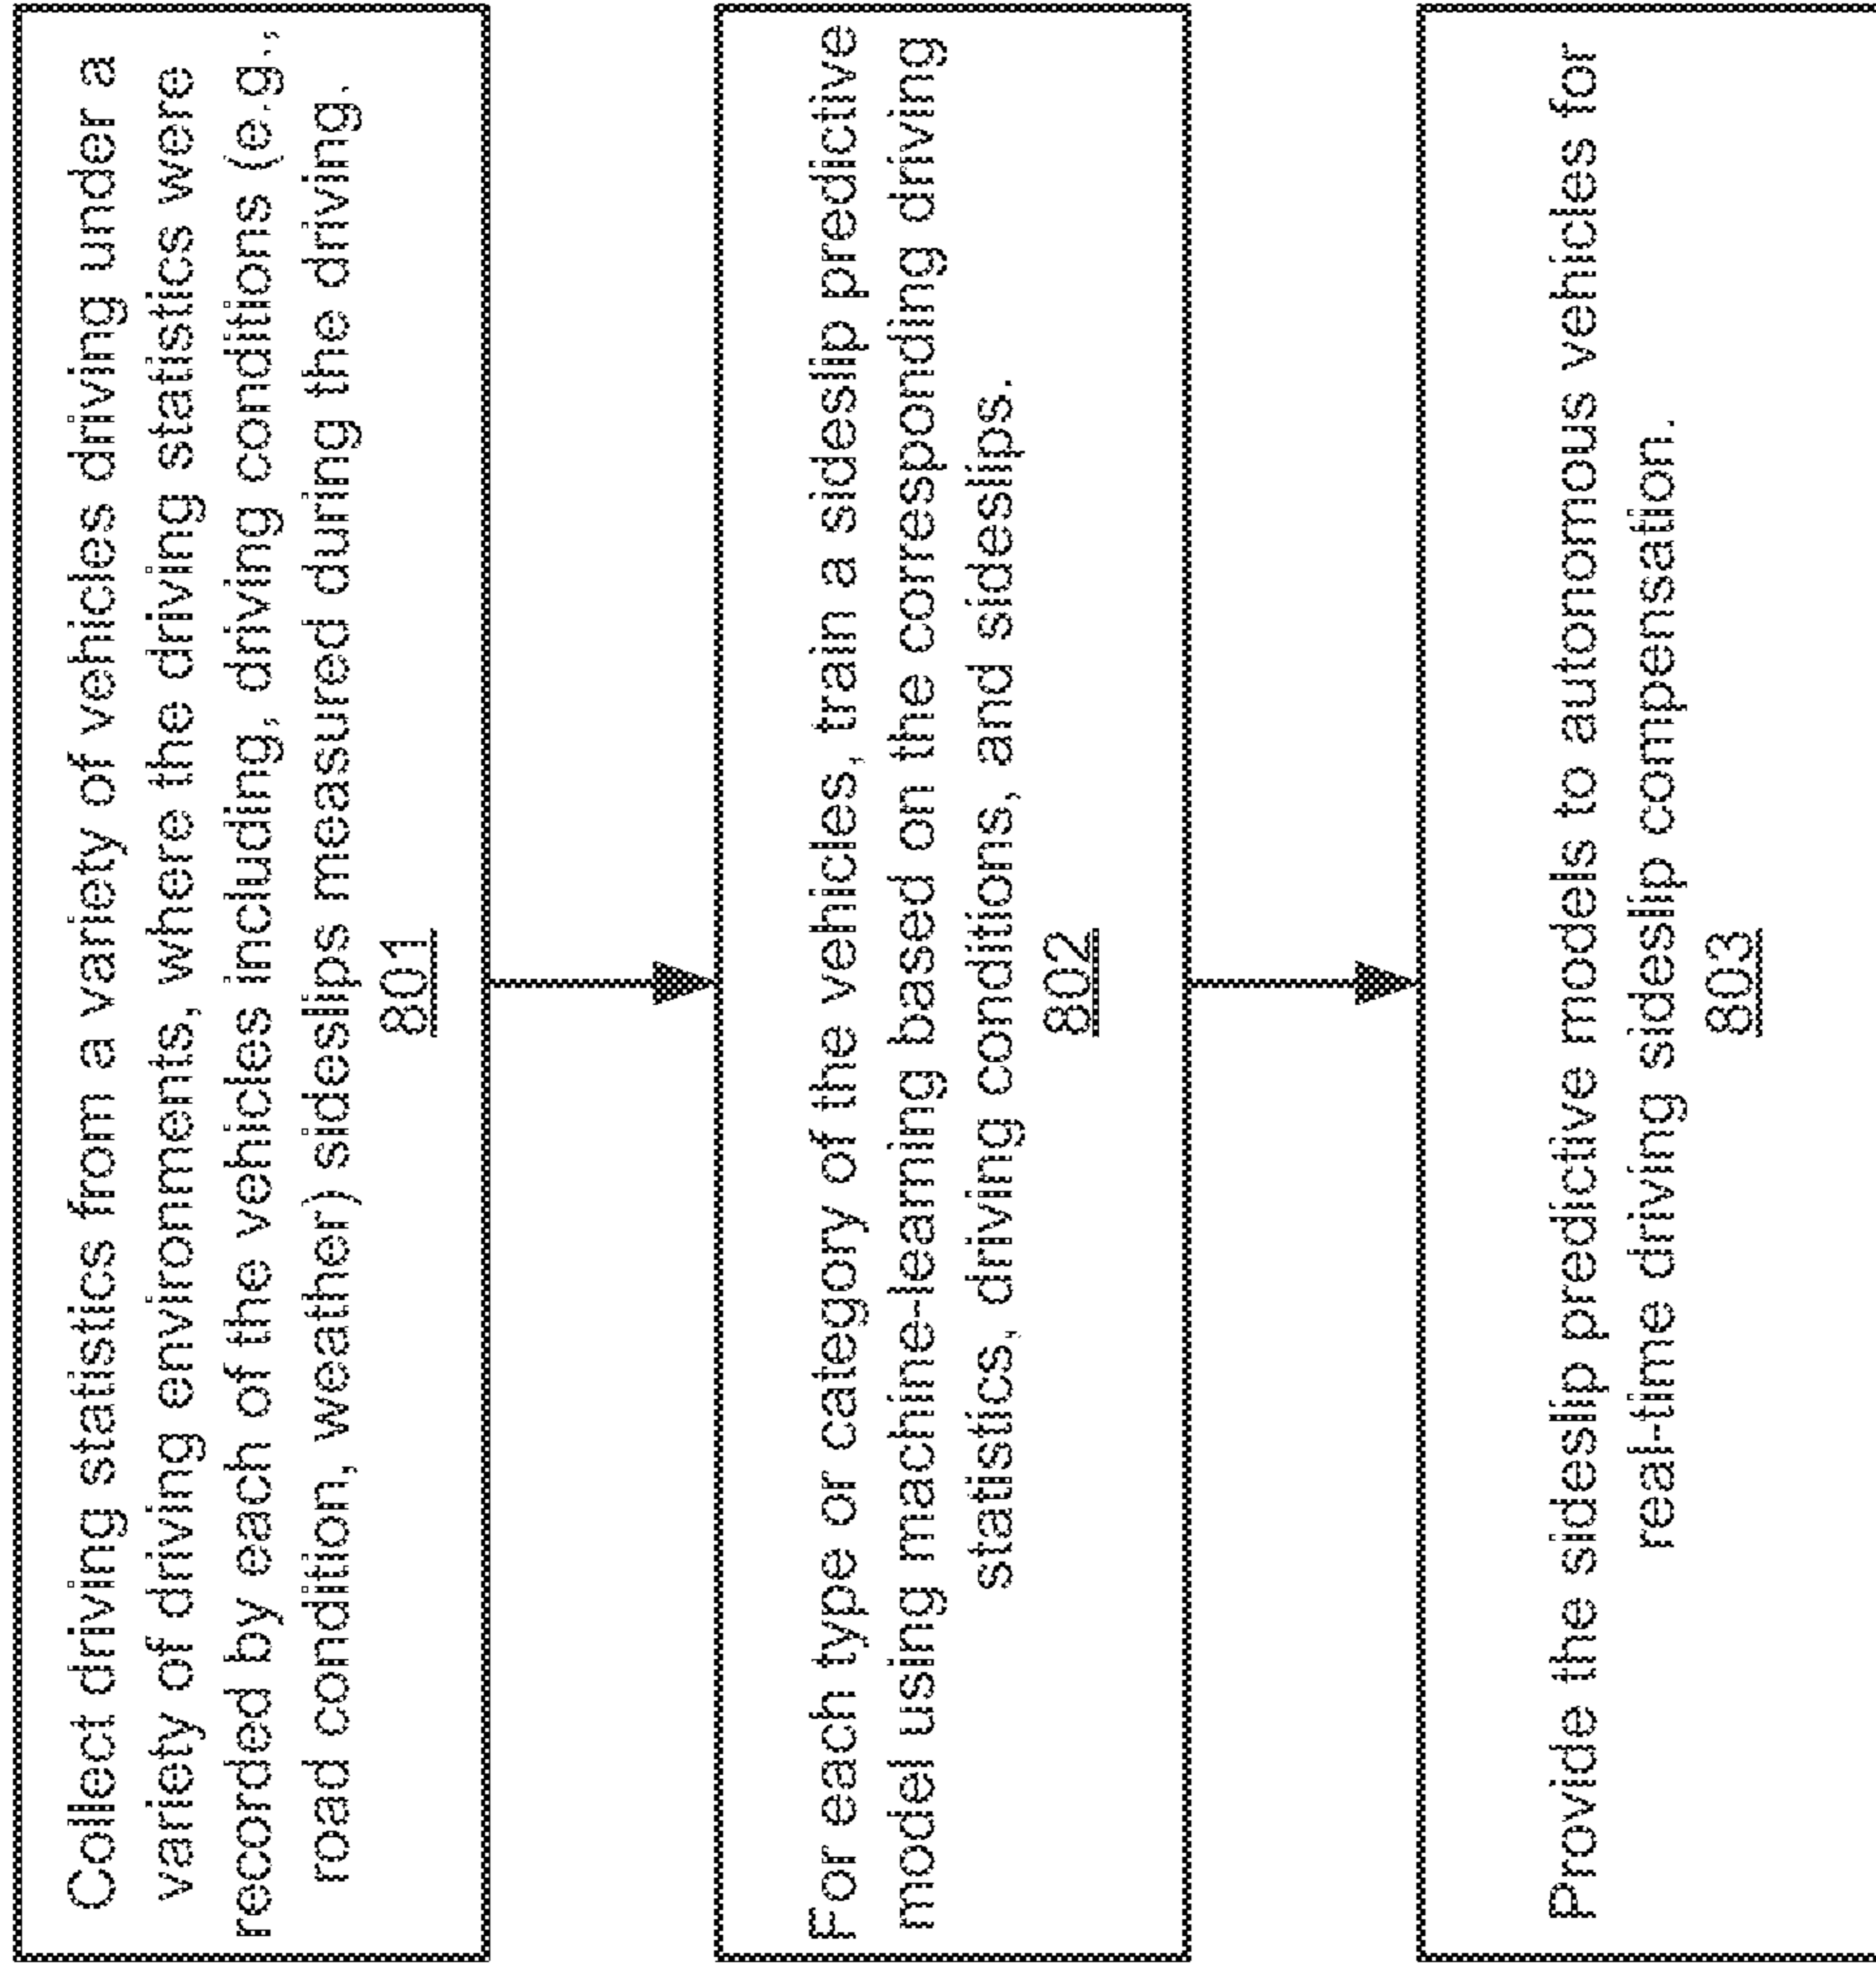 Collect driving statistics from a variety of vehicles driving under a
variety of driving environments, where the driving statistics were
recorded by each of the vehicles including, driving conditions (e.g.,
road condition, weather) sideslips measured during the driving.
801
For each type or category of the vehicles, train a sideslip predictive
model using machine-learning based on the corresponding driving
statistics, driving conditions, and sideslips.
802
Provide the sideslip predictive models to autonomous vehicles for
real-time driving sideslip compensation.
803